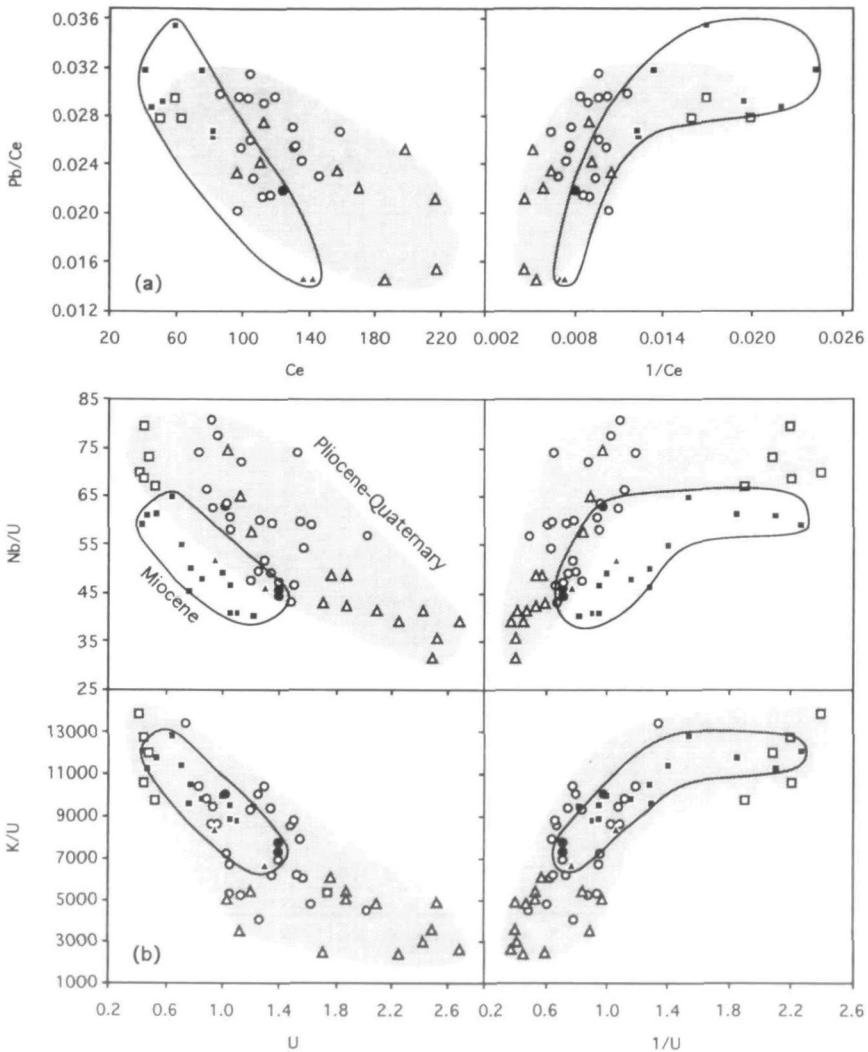 0.036
0.032
0.028
0.024
0.020
0.016
0.012
Pb/Ce
(a)
20 60 100 140 180 220
Ce
0.002 0.008 0.014 0.020 0.026
1/Ce
85
75
65
55
45
35
25
Nb/U
Pliocene-Quaternary
Miocene
13000
11000
9000
7000
5000
3000
1000
K/U
(b)
0.2 0.6 1.0 1.4 1.8 2.2 2.6
U
0.2 0.6 1.0 1.4 1.8 2.2 2.6
1/U